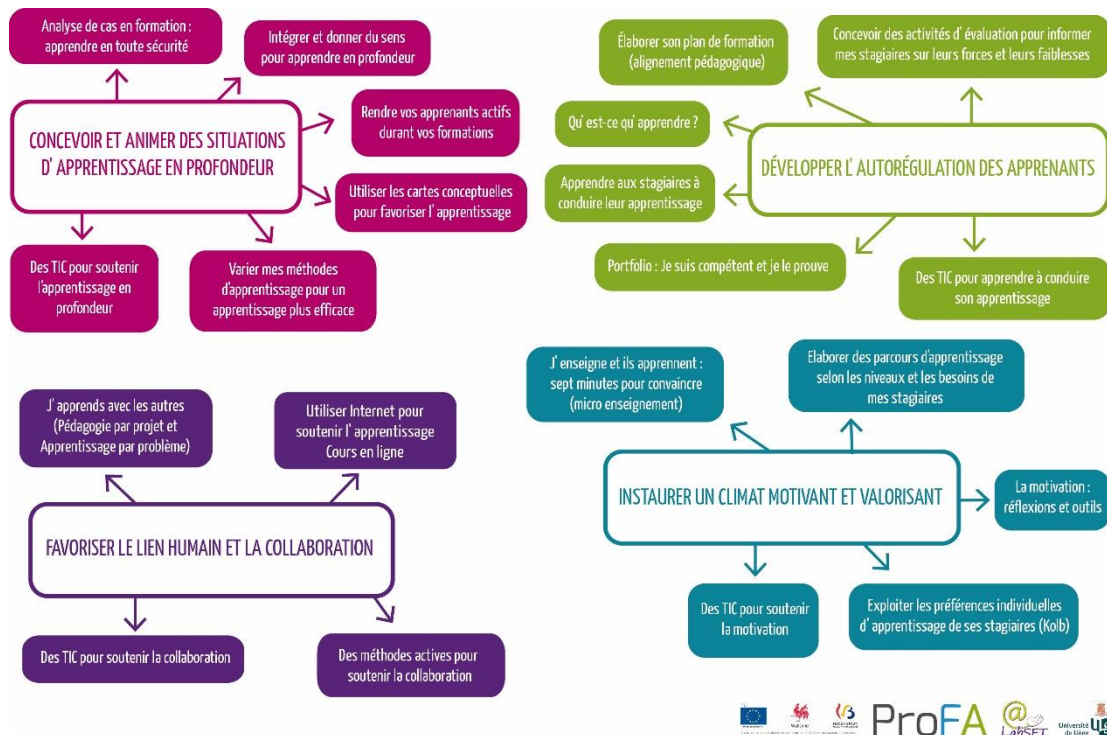 Analyse de cas en formation :
apprendre en toute sécurité
Intégrer et donner du sens
pour apprendre en profondeur
CONCEVOIR ET ANIMER DES SITUATIONS
D' APPRENTISSAGE EN PROFONDEUR
Rendre vos apprenants actifs
durant vos formations
Utiliser les cartes conceptuelles
pour favoriser l' apprentissage
Des TIC pour soutenir
l'apprentissage en
profondeur
Varier mes méthodes
d'apprentissage pour un
apprentissage plus efficace
Élaborer son plan de formation
(alignement pédagogique)
Concevoir des activités d' évaluation pour informer
mes stagiaires sur leurs forces et leurs faiblesses
Qu' est-ce qu' apprendre ?
DÉVELOPPER L' AUTORÉGULATION DES APPRENANTS
Apprendre aux stagiaires à
conduire leur apprentissage
Portfolio : Je suis compétent et je le prouve
Des TIC pour apprendre à conduire
son apprentissage
J' apprends avec les autres
(Pédagogie par projet et
Apprentissage par problème)
Utiliser Internet pour
soutenir l' apprentissage
Cours en ligne
FAVORISER LE LIEN HUMAIN ET LA COLLABORATION
Des TIC pour soutenir la collaboration
Des méthodes actives pour
soutenir la collaboration
J' enseigne et ils apprennent :
sept minutes pour convaincre
(micro enseignement)
Elaborer des parcours d'apprentissage
selon les niveaux et les besoins de
mes stagiaires
INSTAURER UN CLIMAT MOTIVANT ET VALORISANT
La motivation :
réflexions et outils
Des TIC pour soutenir
la motivation
Exploiter les préférences individuelles
d' apprentissage de ses stagiaires (Kolb)
Wallonie
ProFA
@
LabSET
Université
de Liège